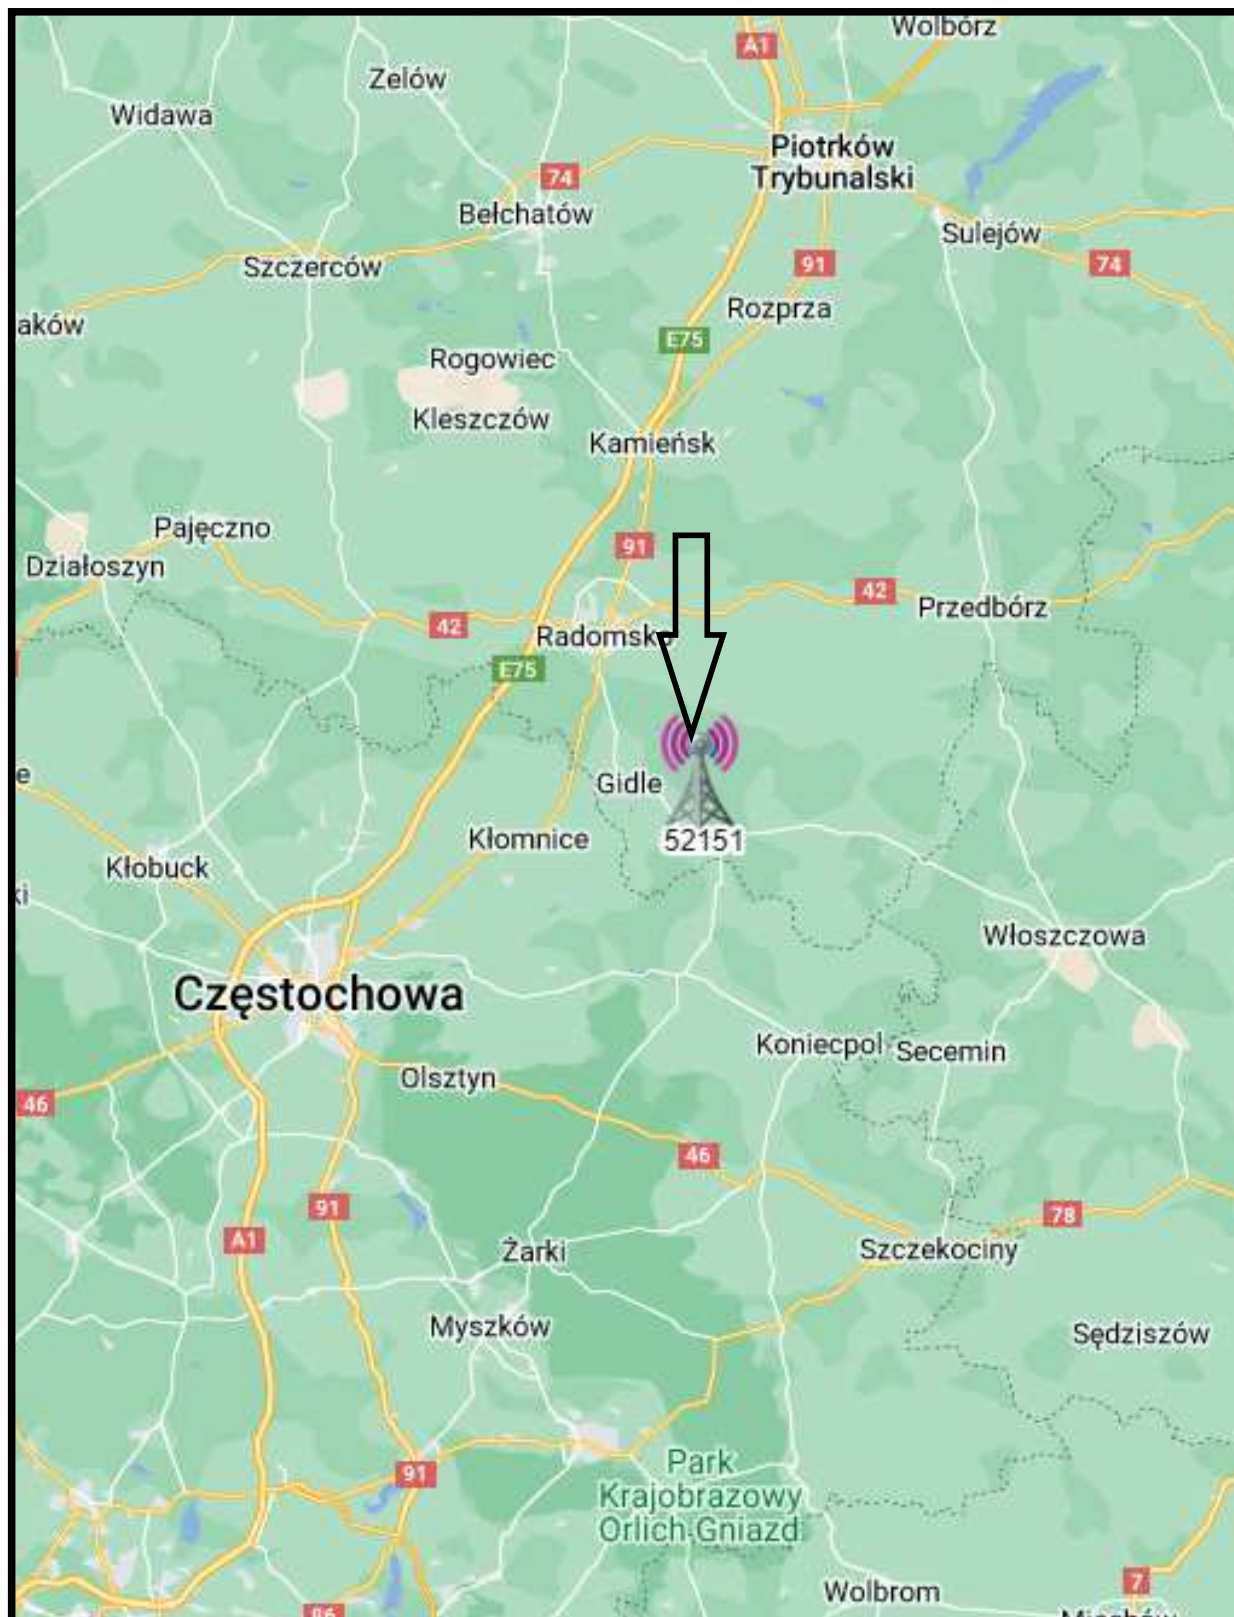 Wolbórz
A1
Zelów
Widawa
Piotrków
Trybunalski
74
Bełchatów
Sulejów
Szczerców
91
74
Rozprza
aków
E75
Rogowiec
Kleszczów
Kamieńsk
Pajęczno
91
Działoszyn
42
Przedbórz
42
Radomsko
E75
e
Gidle
52151
Kłomnice
Kłobuck
ki
Włoszczowa
Częstochowa
Koniecpol
Secemin
Olsztyn
46
46
91
78
A1
Żarki
Szczekociny
Myszków
Sędziszów
Park
Krajobrazowy
Orlich Gniazd
91
7
Wolbrom
86